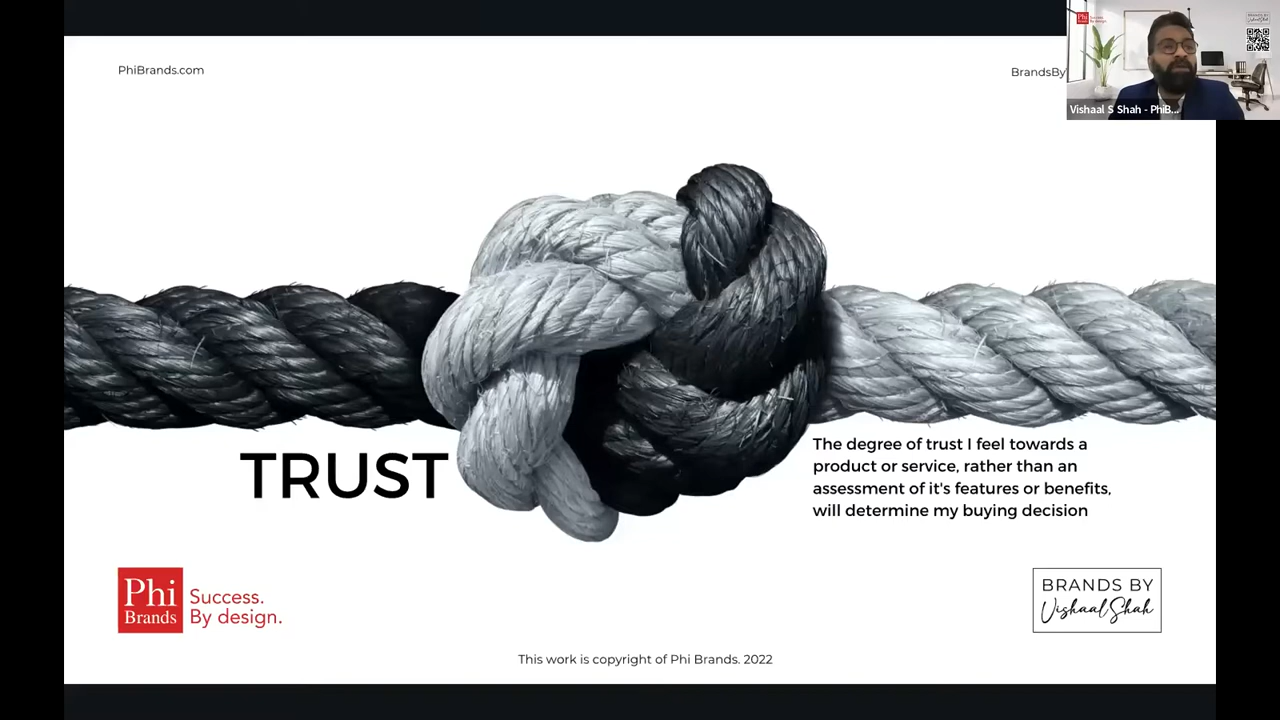 PhiBrands.com
BrandsBy
Vishaal S Shah - PhiB...
TRUST
The degree of trust I feel towards a
product or service, rather than an
assessment of it's features or benefits,
will determine my buying decision
Phi
Brands
Success.
By design.
BRANDS BY
Vishaal Shah
This work is copyright of Phi Brands. 2022